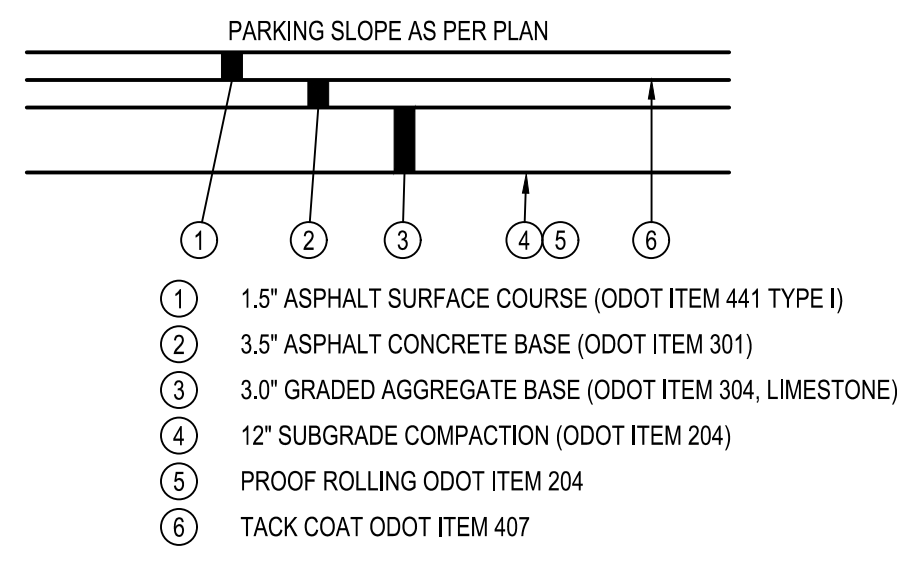 PARKING SLOPE AS PER PLAN
1 2 3 4 5 6
1 1.5" ASPHALT SURFACE COURSE (ODOT ITEM 441 TYPE I)
2 3.5" ASPHALT CONCRETE BASE (ODOT ITEM 301)
3 3.0" GRADED AGGREGATE BASE (ODOT ITEM 304, LIMESTONE)
4 12" SUBGRADE COMPACTION (ODOT ITEM 204)
5 PROOF ROLLING ODOT ITEM 204
6 TACK COAT ODOT ITEM 407